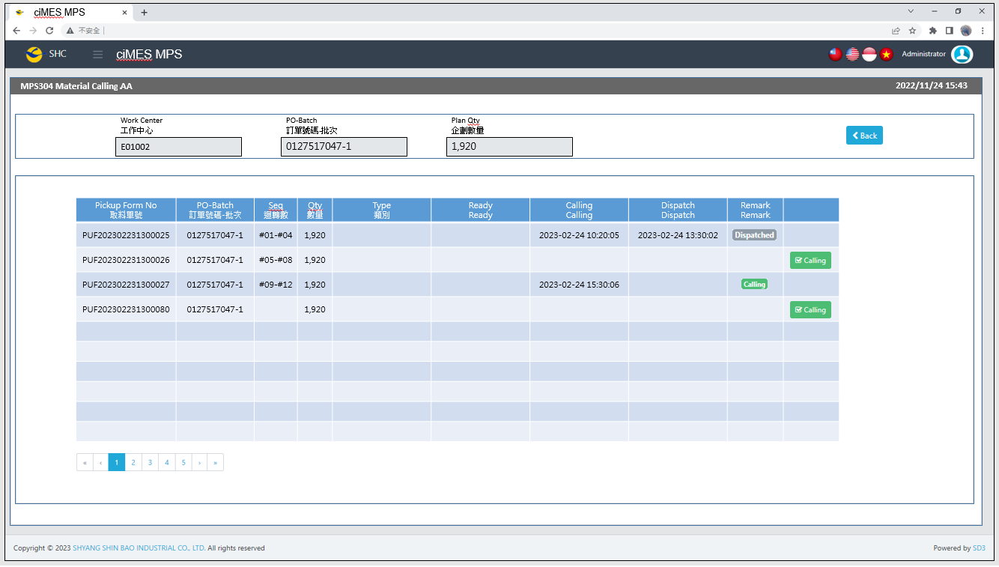 ciMES MPS
不安全
SHC
ciMES MPS
Administrator
MPS304 Material Calling AA
2022/11/24 15:43
Work Center
工作中心
E01002
PO-Batch
訂單號碼-批次
0127517047-1
Plan Qty
企劃數量
1,920
Back
Pickup Form No PO-Batch Seq Qty Type Ready Calling Dispatch Remark
取料單號 訂單號碼-批次 迴轉數 數量 類別 Ready Calling Dispatch Remark
PUF202302231300025 0127517047-1 #01-#04 1,920 2023-02-24 10:20:05 2023-02-24 13:30:02 Dispatched
PUF202302231300026 0127517047-1 #05-#08 1,920 Calling
PUF202302231300027 0127517047-1 #09-#12 1,920 2023-02-24 15:30:06 Calling
PUF202302231300080 0127517047-1 1,920 Calling
« ‹ 1 2 3 4 5 › »
Copyright © 2023 SHYANG SHIN BAO INDUSTRIAL CO., LTD. All rights reserved
Powered by SD3